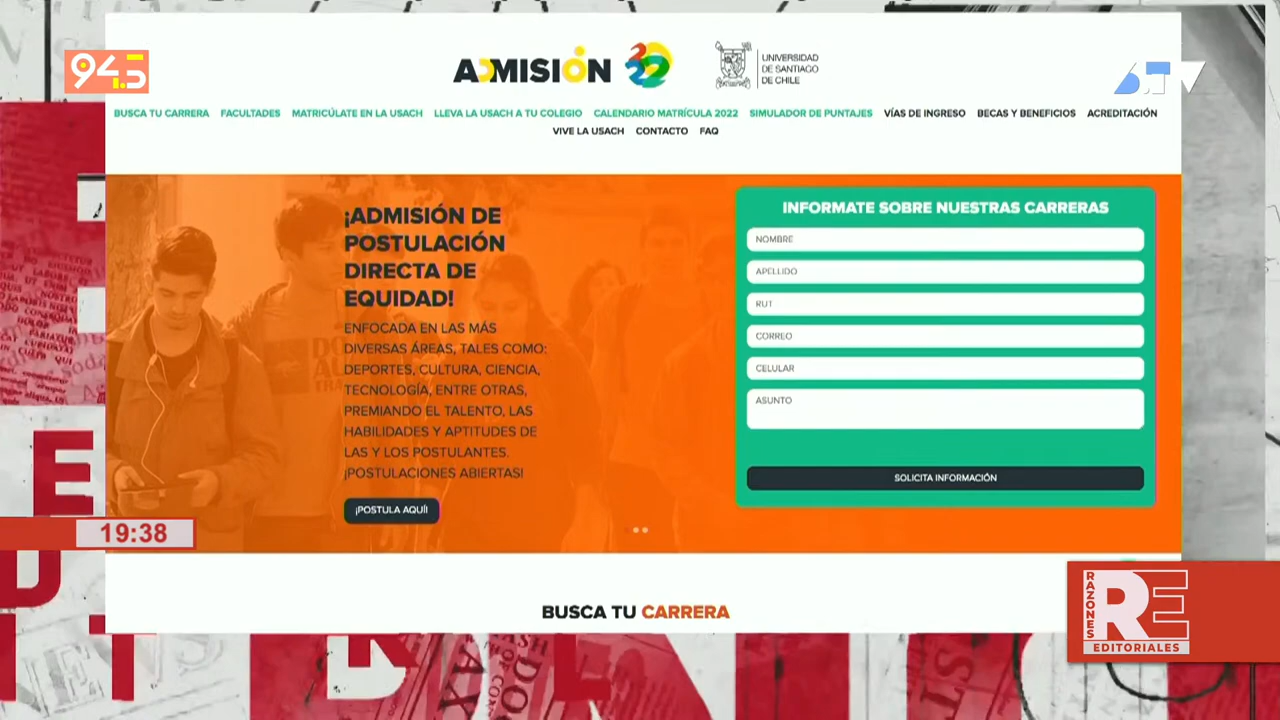 94.5
TV
ADMISIÓN 2022
UNIVERSIDAD
DE SANTIAGO
DE CHILE
BUSCA TU CARRERA FACULTADES MATRICÚLATE EN LA USACH LLEVA LA USACH A TU COLEGIO CALENDARIO MATRÍCULA 2022 SIMULADOR DE PUNTAJES VÍAS DE INGRESO BECAS Y BENEFICIOS ACREDITACIÓN
VIVE LA USACH CONTACTO FAQ
¡ADMISIÓN DE
POSTULACIÓN
DIRECTA DE
EQUIDAD!
ENFOCADA EN LAS MÁS
DIVERSAS ÁREAS, TALES COMO:
DEPORTES, CULTURA, CIENCIA,
TECNOLOGÍA, ENTRE OTRAS,
PREMIANDO EL TALENTO, LAS
HABILIDADES Y APTITUDES DE
LAS Y LOS POSTULANTES.
¡POSTULACIONES ABIERTAS!
¡POSTULA AQUÍ!
INFORMATE SOBRE NUESTRAS CARRERAS
NOMBRE
APELLIDO
RUT
CORREO
CELULAR
ASUNTO
SOLICITA INFORMACIÓN
19:38
BUSCA TU CARRERA
RAZONES
RE
EDITORIALES